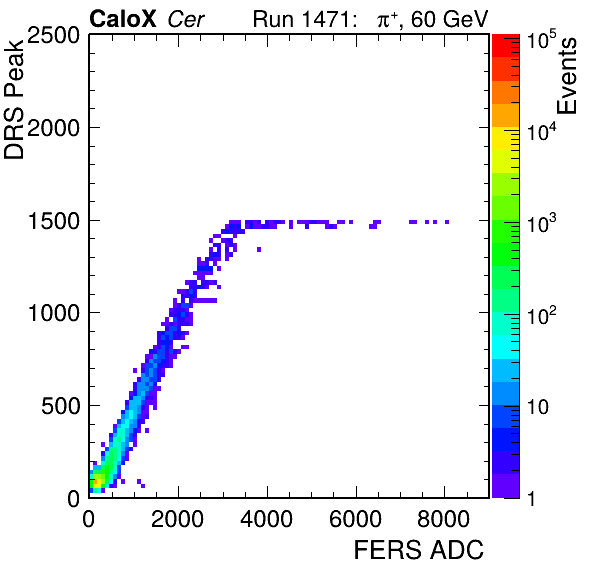 CaloX Cer Run 1471: π⁺, 60 GeV
DRS Peak
2500
2000
1500
1000
500
0
0 2000 4000 6000 8000
FERS ADC
Events
10⁵
10⁴
10³
10²
10
1